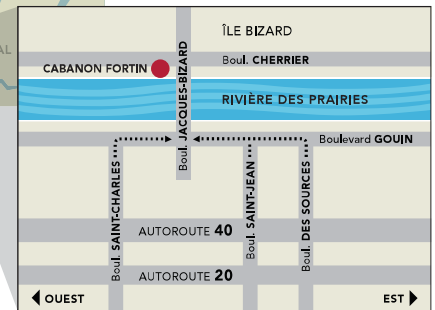 AL
ÎLE BIZARD
CABANON FORTIN
Boul. CHERRIER
Boul. JACQUES-BIZARD
RIVIÈRE DES PRAIRIES
Boulevard GOUIN
Boul. SAINT-CHARLES
Boul. SAINT-JEAN
Boul. DES SOURCES
AUTOROUTE 40
AUTOROUTE 20
OUEST
EST